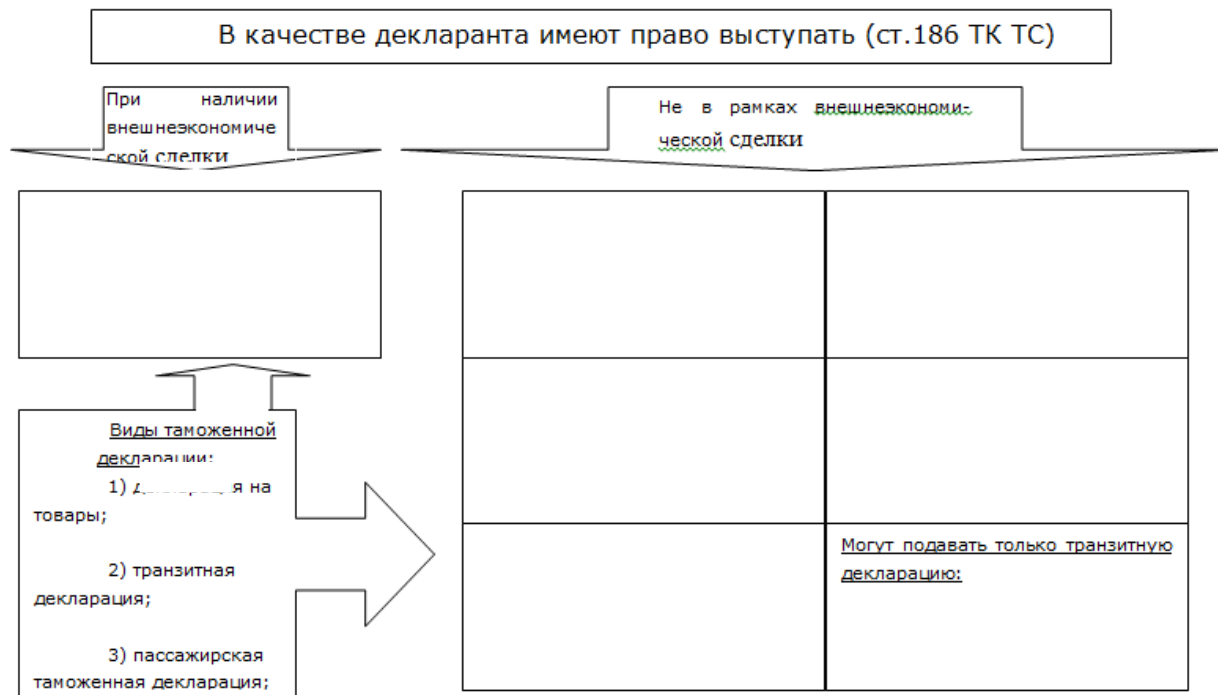 В качестве декларанта имеют право выступать (ст.186 ТК ТС)
При наличии
внешнеэкономиче
ской сделки
Не в рамках внешнеэкономи-
ческой сделки
Виды таможенной
декларации:
1) на
товары;
2) транзитная
декларация;
3) пассажирская
таможенная декларация;
Могут подавать только транзитную
декларацию: